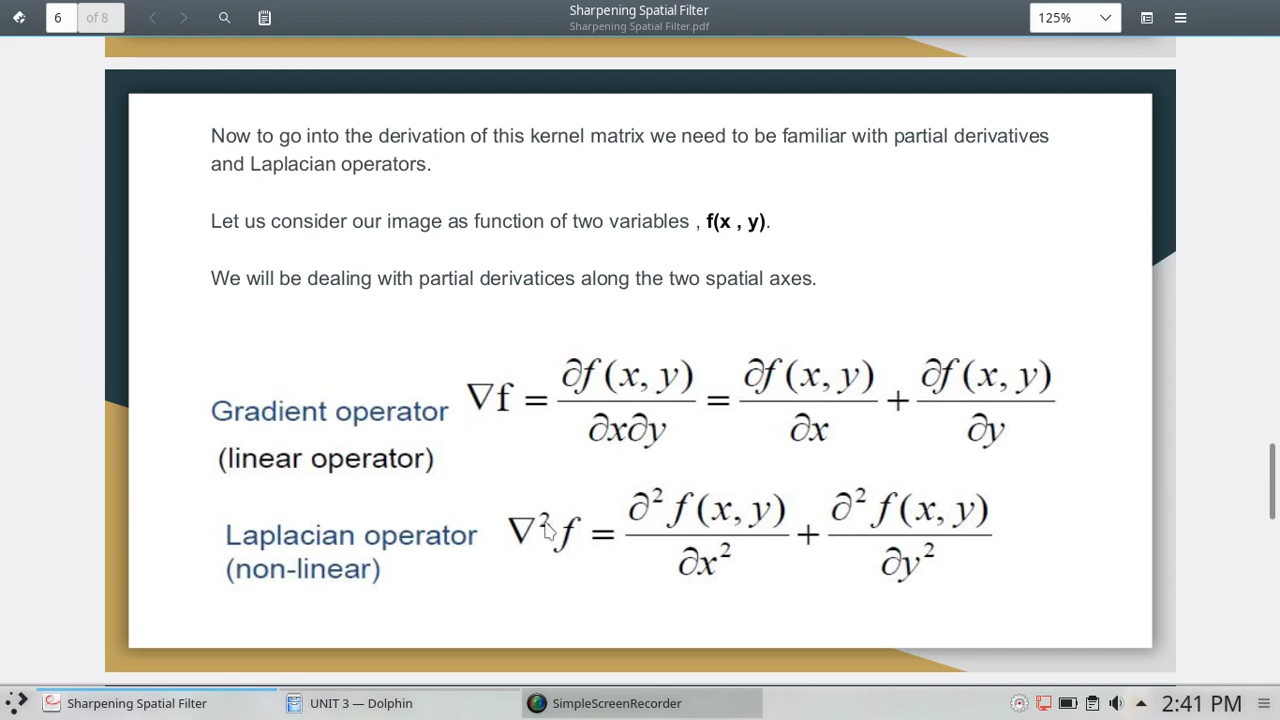 6 of 8
Sharpening Spatial Filter
Sharpening Spatial Filter.pdf
125%
Now to go into the derivation of this kernel matrix we need to be familiar with partial derivatives
and Laplacian operators.
Let us consider our image as function of two variables , f(x , y).
We will be dealing with partial derivatices along the two spatial axes.
Gradient operator ∇f = ∂f (x, y) / ∂x∂y = ∂f (x, y) / ∂x + ∂f (x, y) / ∂y
(linear operator)
Laplacian operator ∇²f = ∂² f (x, y) / ∂x² + ∂² f (x, y) / ∂y²
(non-linear)
Sharpening Spatial Filter UNIT 3 — Dolphin SimpleScreenRecorder 2:41 PM